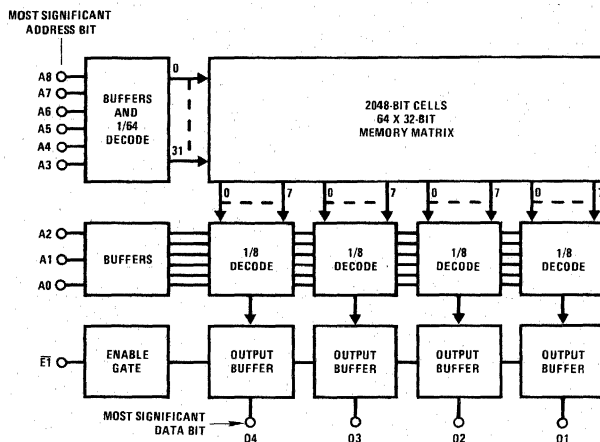 MOST SIGNIFICANT
ADDRESS BIT
A8
A7
A6
A5
A4
A3
BUFFERS
AND
1/64
DECODE
0
31
2048-BIT CELLS
64 X 32-BIT
MEMORY MATRIX
0 7 0 7 0 7 0 7
A2
A1
A0
BUFFERS
1/8
DECODE
1/8
DECODE
1/8
DECODE
1/8
DECODE
E1
ENABLE
GATE
OUTPUT
BUFFER
OUTPUT
BUFFER
OUTPUT
BUFFER
OUTPUT
BUFFER
MOST SIGNIFICANT
DATA BIT
O4 O3 O2 O1